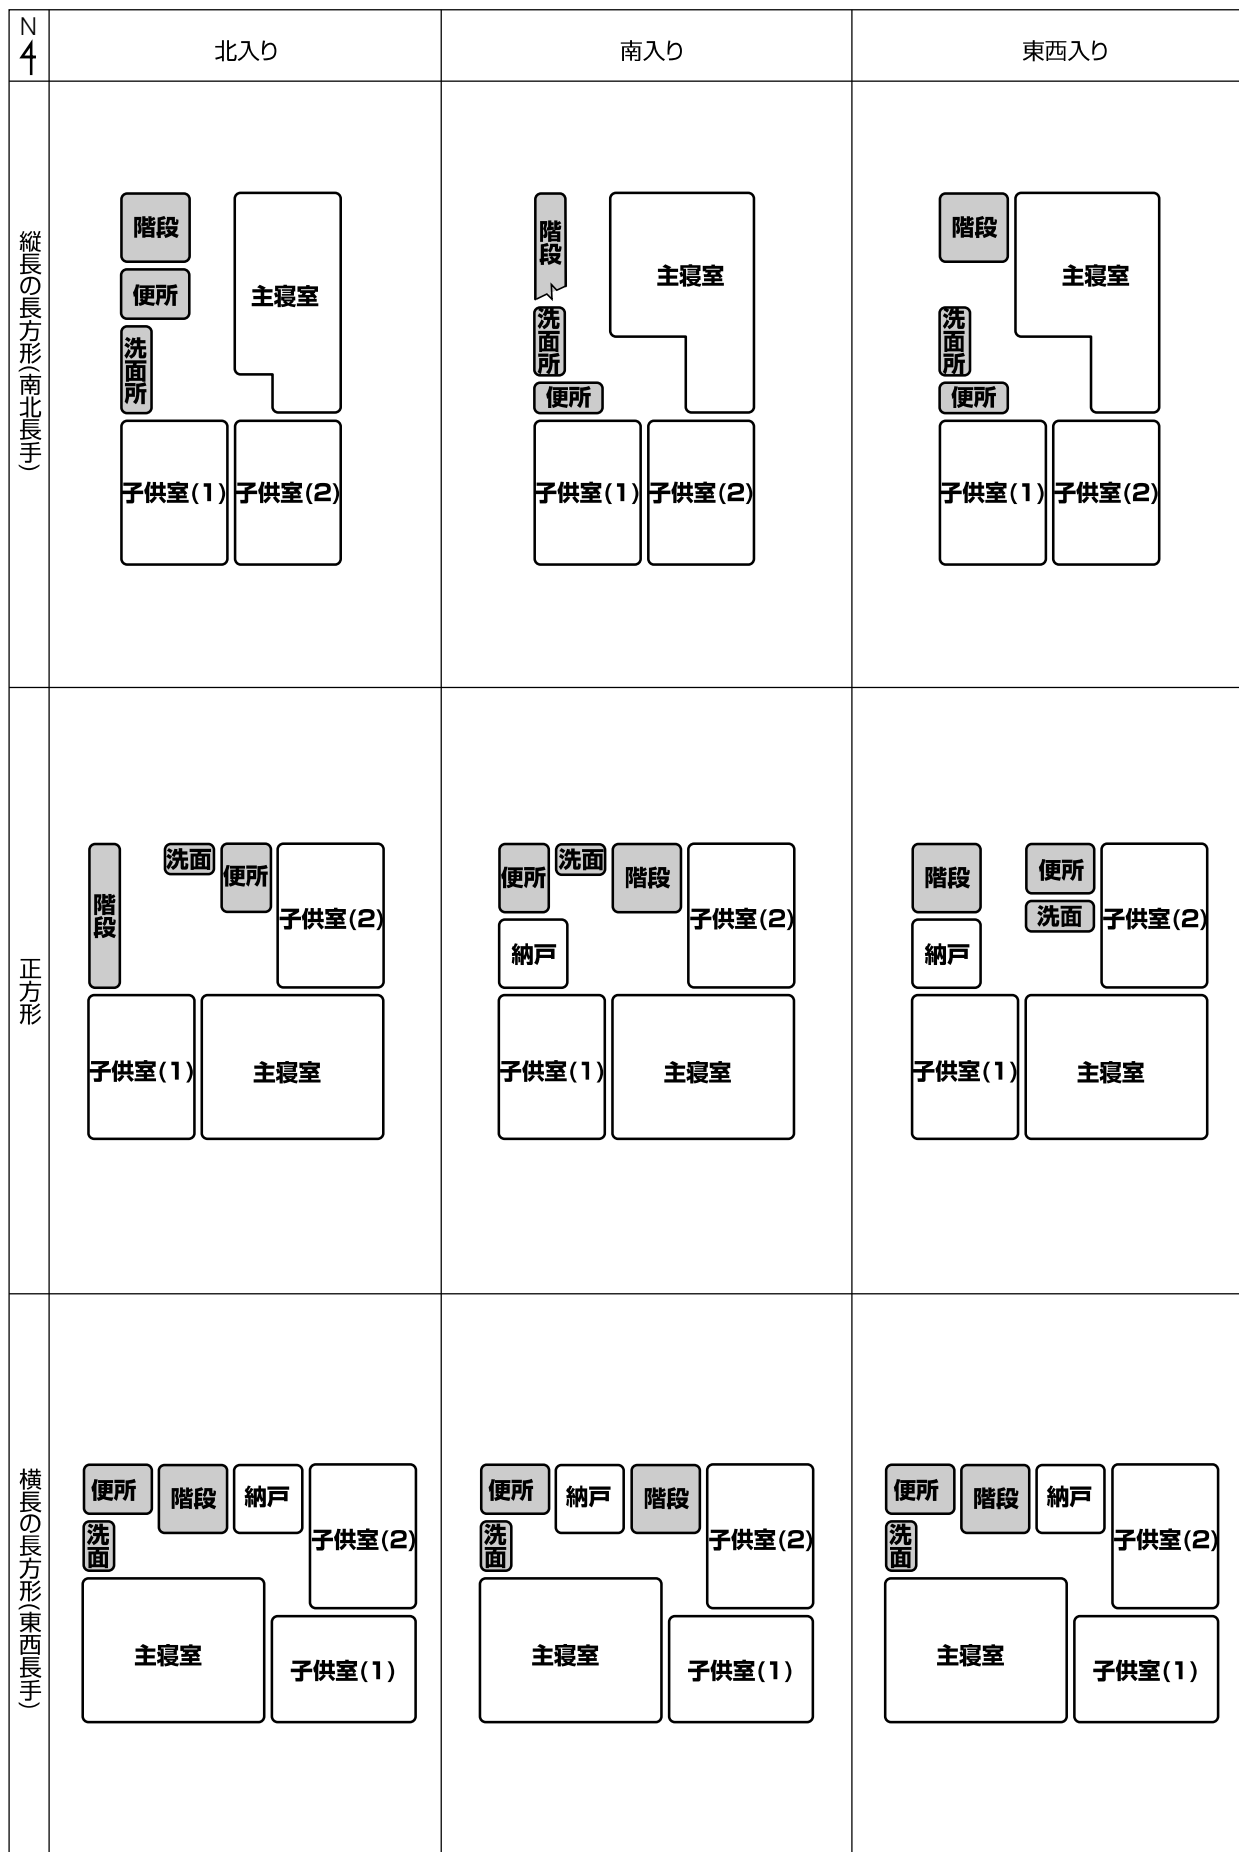 N
北入り
南入り
東西入り
縦長の長方形(南北長手)
階段
便所
洗面所
主寝室
子供室(1)
子供室(2)
階段
洗面所
便所
主寝室
子供室(1)
子供室(2)
階段
洗面所
便所
主寝室
子供室(1)
子供室(2)
正方形
階段
洗面
便所
子供室(2)
子供室(1)
主寝室
便所
洗面
階段
納戸
子供室(2)
子供室(1)
主寝室
階段
便所
洗面
納戸
子供室(2)
子供室(1)
主寝室
横長の長方形(東西長手)
便所
階段
納戸
洗面
子供室(2)
主寝室
子供室(1)
便所
納戸
階段
洗面
子供室(2)
主寝室
子供室(1)
便所
階段
納戸
洗面
子供室(2)
主寝室
子供室(1)